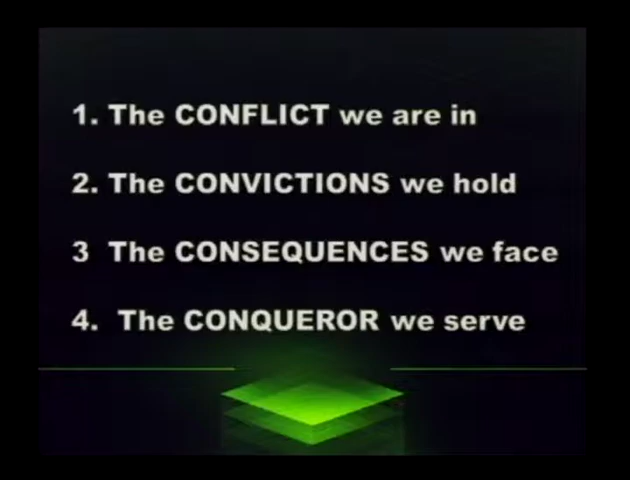 1. The CONFLICT we are in
2. The CONVICTIONS we hold
3 The CONSEQUENCES we face
4. The CONQUEROR we serve